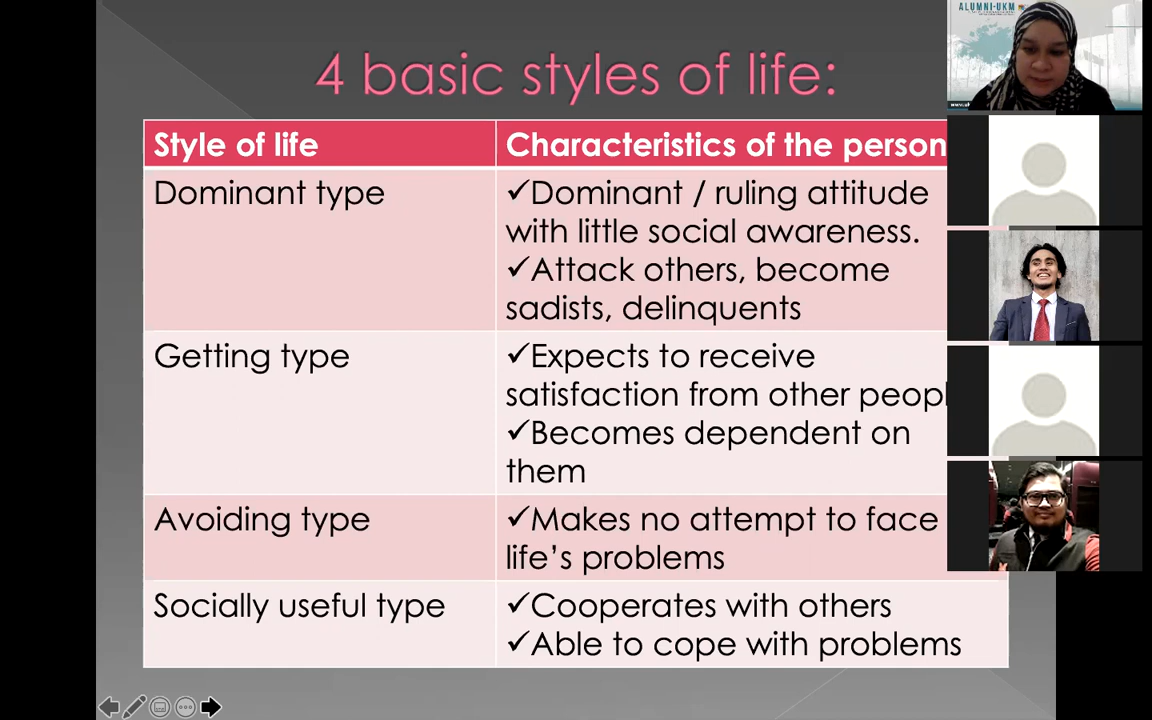 ALUMNI-UKM
4 basic styles of life:
Style of life
Characteristics of the person
Dominant type
✓Dominant / ruling attitude
with little social awareness.
✓Attack others, become
sadists, delinquents
Getting type
✓Expects to receive
satisfaction from other peopl
✓Becomes dependent on
them
Avoiding type
✓Makes no attempt to face
life’s problems
Socially useful type
✓Cooperates with others
✓Able to cope with problems